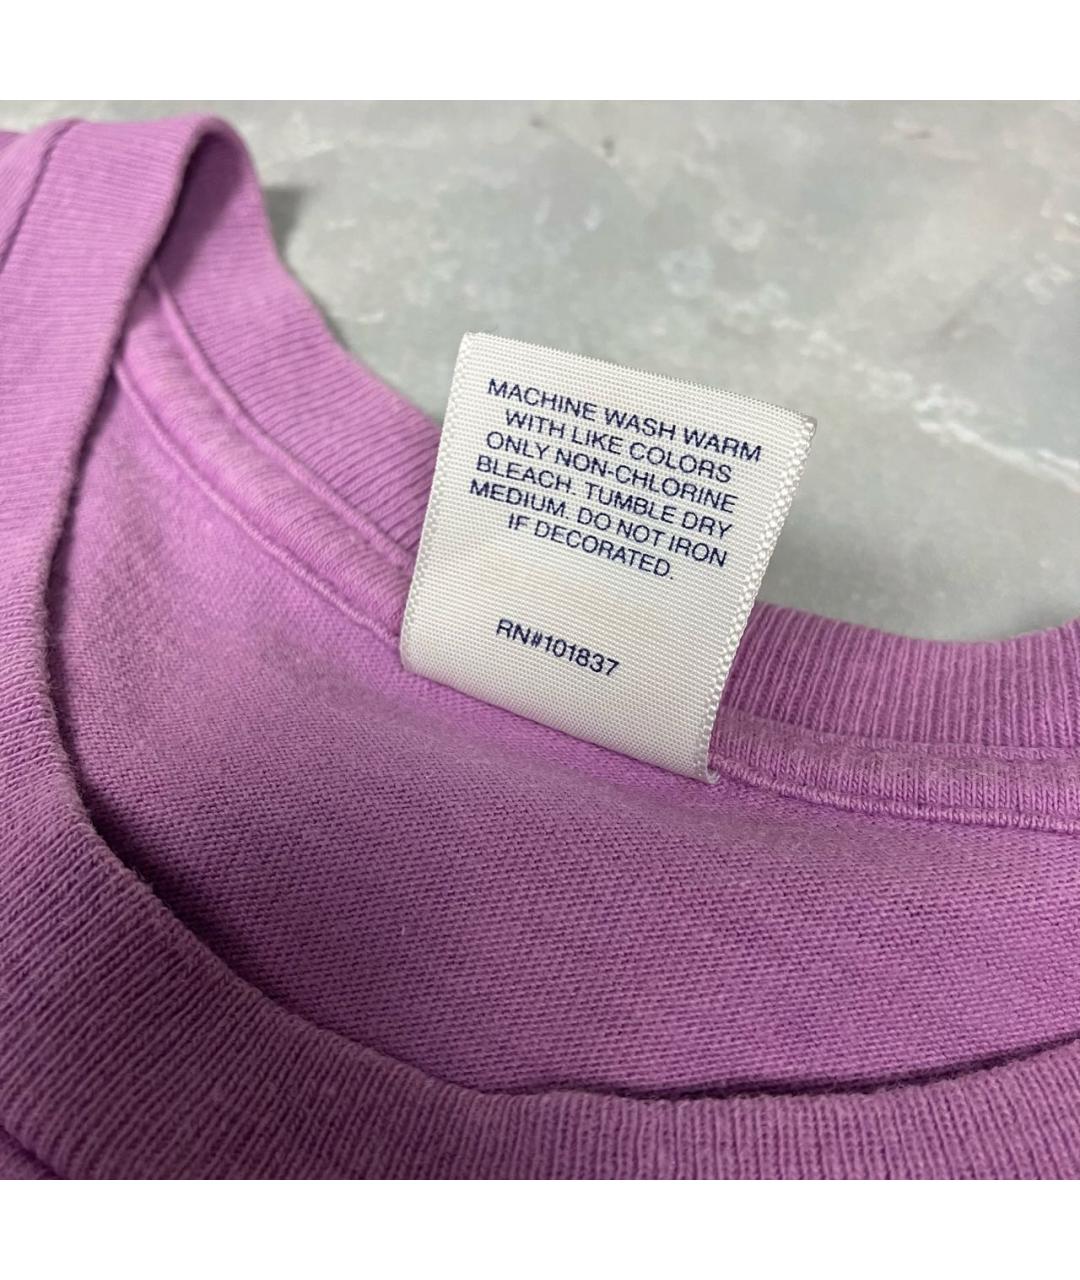 MACHINE WASH WARM
WITH LIKE COLORS
ONLY NON-CHLORINE
BLEACH. TUMBLE DRY
MEDIUM. DO NOT IRON
IF DECORATED.
RN#101837